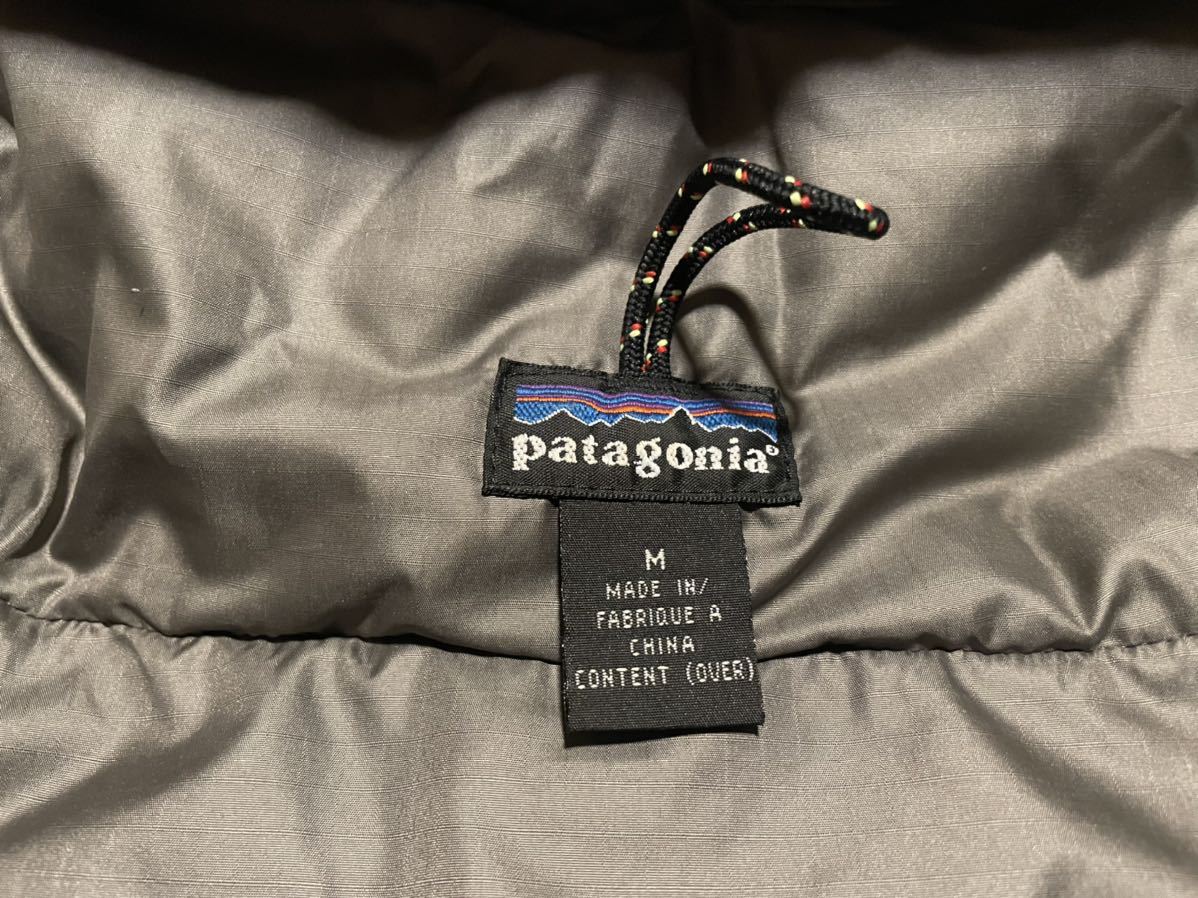 patagonia®
M
MADE IN/
FABRIQUE A
CHINA
CONTENT (OVER)